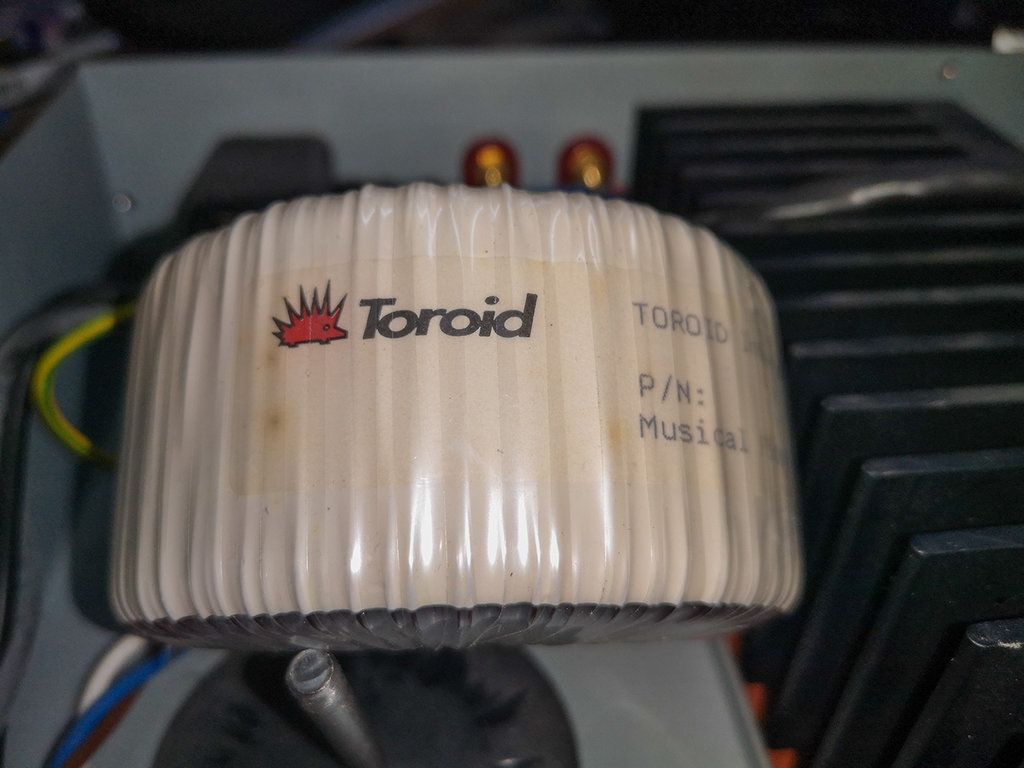 Toroid
TOROID
P/N:
Musical